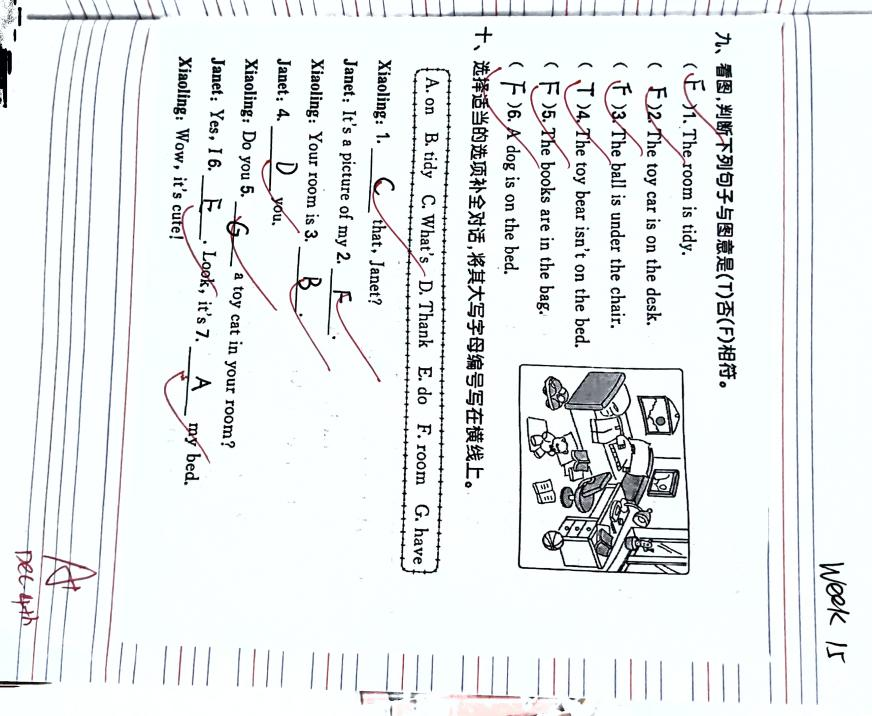 Week 15
九、看图,判断下列句子与图意是(T)否(F)相符。
( F )1. The room is tidy.
( F )2. The toy car is on the desk.
( F )3. The ball is under the chair.
( T )4. The toy bear isn't on the bed.
( F )5. The books are in the bag.
( F )6. A dog is on the bed.
十、选择适当的选项补全对话,将其大写字母编号写在横线上。
A. on B. tidy C. What's D. Thank E. do F. room G. have
Xiaoling: 1. C that, Janet?
Janet: It's a picture of my 2. F .
Xiaoling: Your room is 3. B .
Janet: 4. D you.
Xiaoling: Do you 5. G a toy cat in your room?
Janet: Yes, I 6. E . Look, it's 7. A my bed.
Xiaoling: Wow, it's cute!
Dec 4th